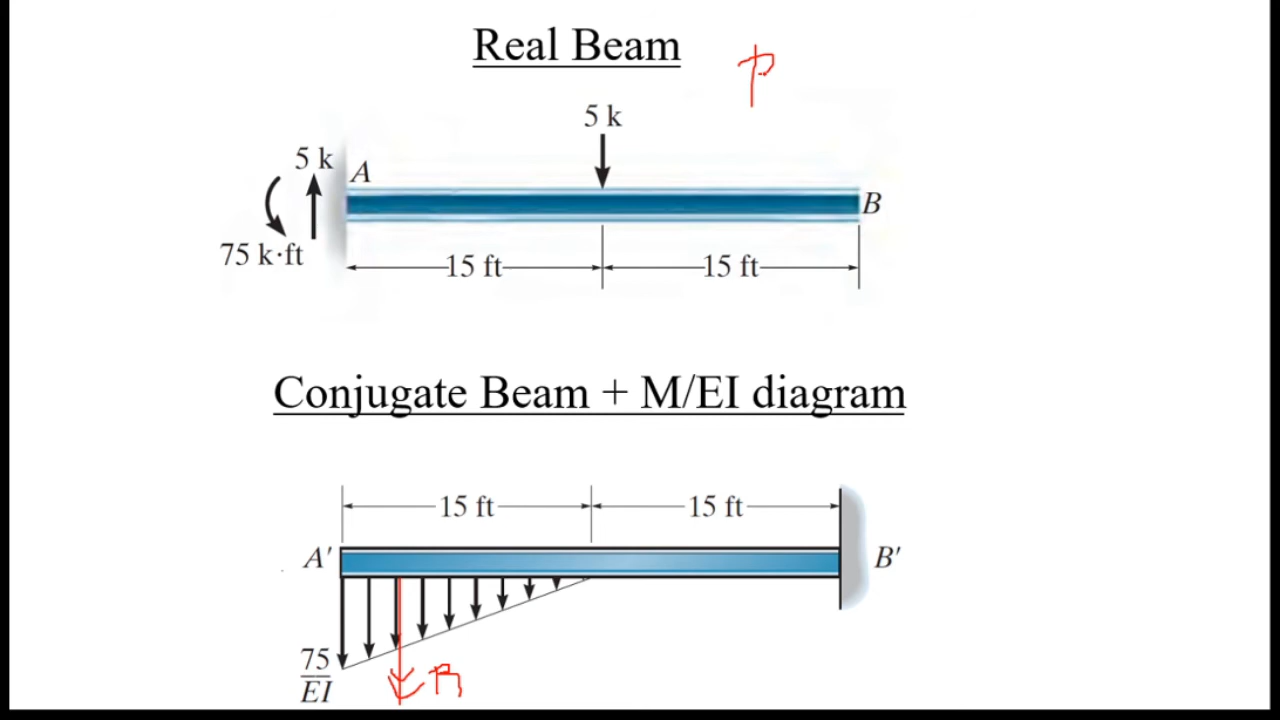 Real Beam
5 k
5 k
A
B
75 k·ft
15 ft
15 ft
Conjugate Beam + M/EI diagram
15 ft
15 ft
A'
B'
75
EI